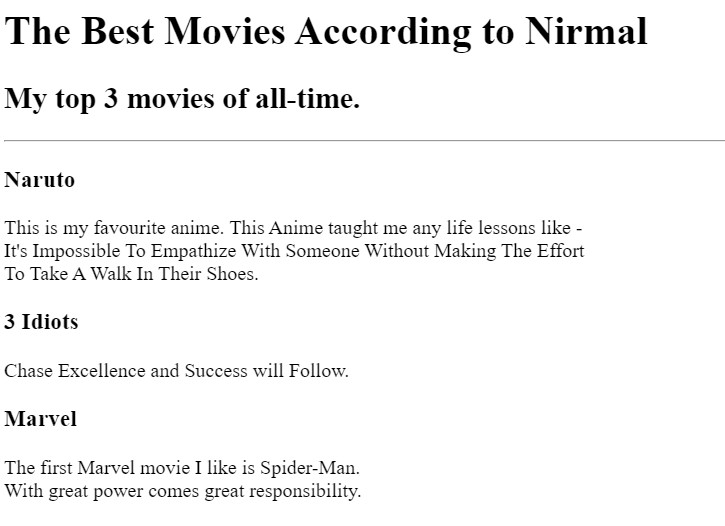 The Best Movies According to Nirmal
My top 3 movies of all-time.
Naruto
This is my favourite anime. This Anime taught me any life lessons like -
It's Impossible To Empathize With Someone Without Making The Effort
To Take A Walk In Their Shoes.
3 Idiots
Chase Excellence and Success will Follow.
Marvel
The first Marvel movie I like is Spider-Man.
With great power comes great responsibility.